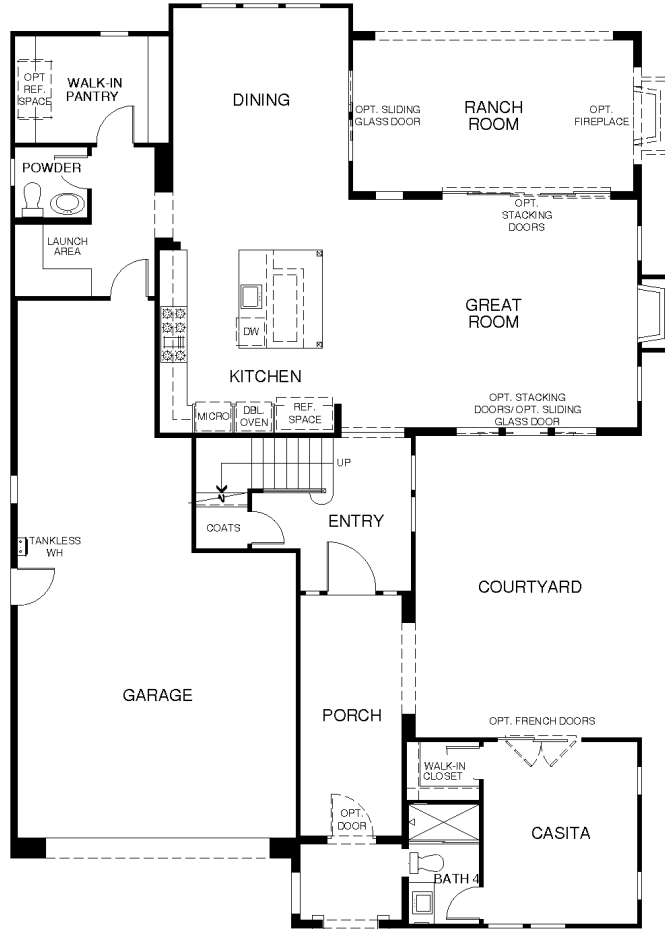 OPT
REF.
SPACE
WALK-IN
PANTRY
DINING
OPT. SLIDING
GLASS DOOR
RANCH
ROOM
OPT.
FIREPLACE
POWDER
OPT.
STACKING
DOORS
LAUNCH
AREA
GREAT
ROOM
DW
KITCHEN
MICRO
DBL.
OVEN
REF.
SPACE
OPT. STACKING
DOORS/ OPT. SLIDING
GLASS DOOR
UP
COATS
ENTRY
TANKLESS
WH
COURTYARD
GARAGE
PORCH
OPT. FRENCH DOORS
WALK-IN
CLOSET
OPT.
DOOR
CASITA
BATH 4